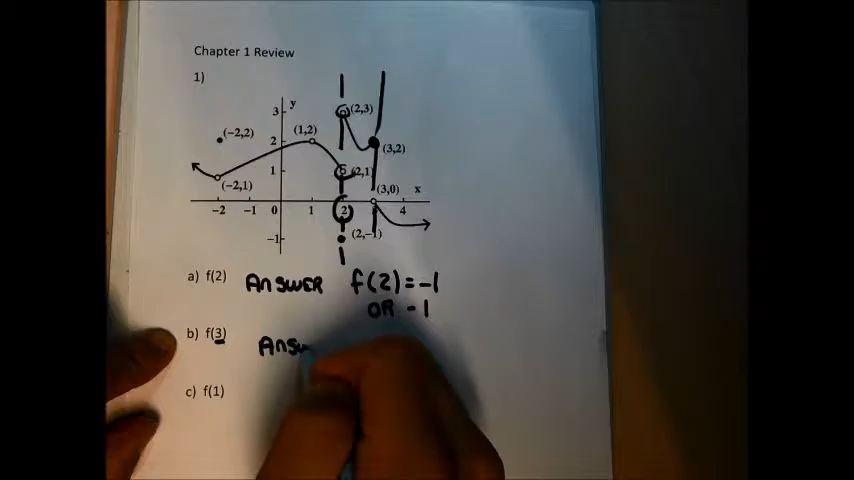 Chapter 1 Review
1)
y
3 (2,3)
(−2,2) (1,2) 2 (3,2)
1 (2,1)
(−2,1) (3,0) x
−2 −1 0 1 2 4
−1 (2,−1)
a) f(2) ANSWER f(2) = -1
OR -1
b) f(3) ANSW
c) f(1)